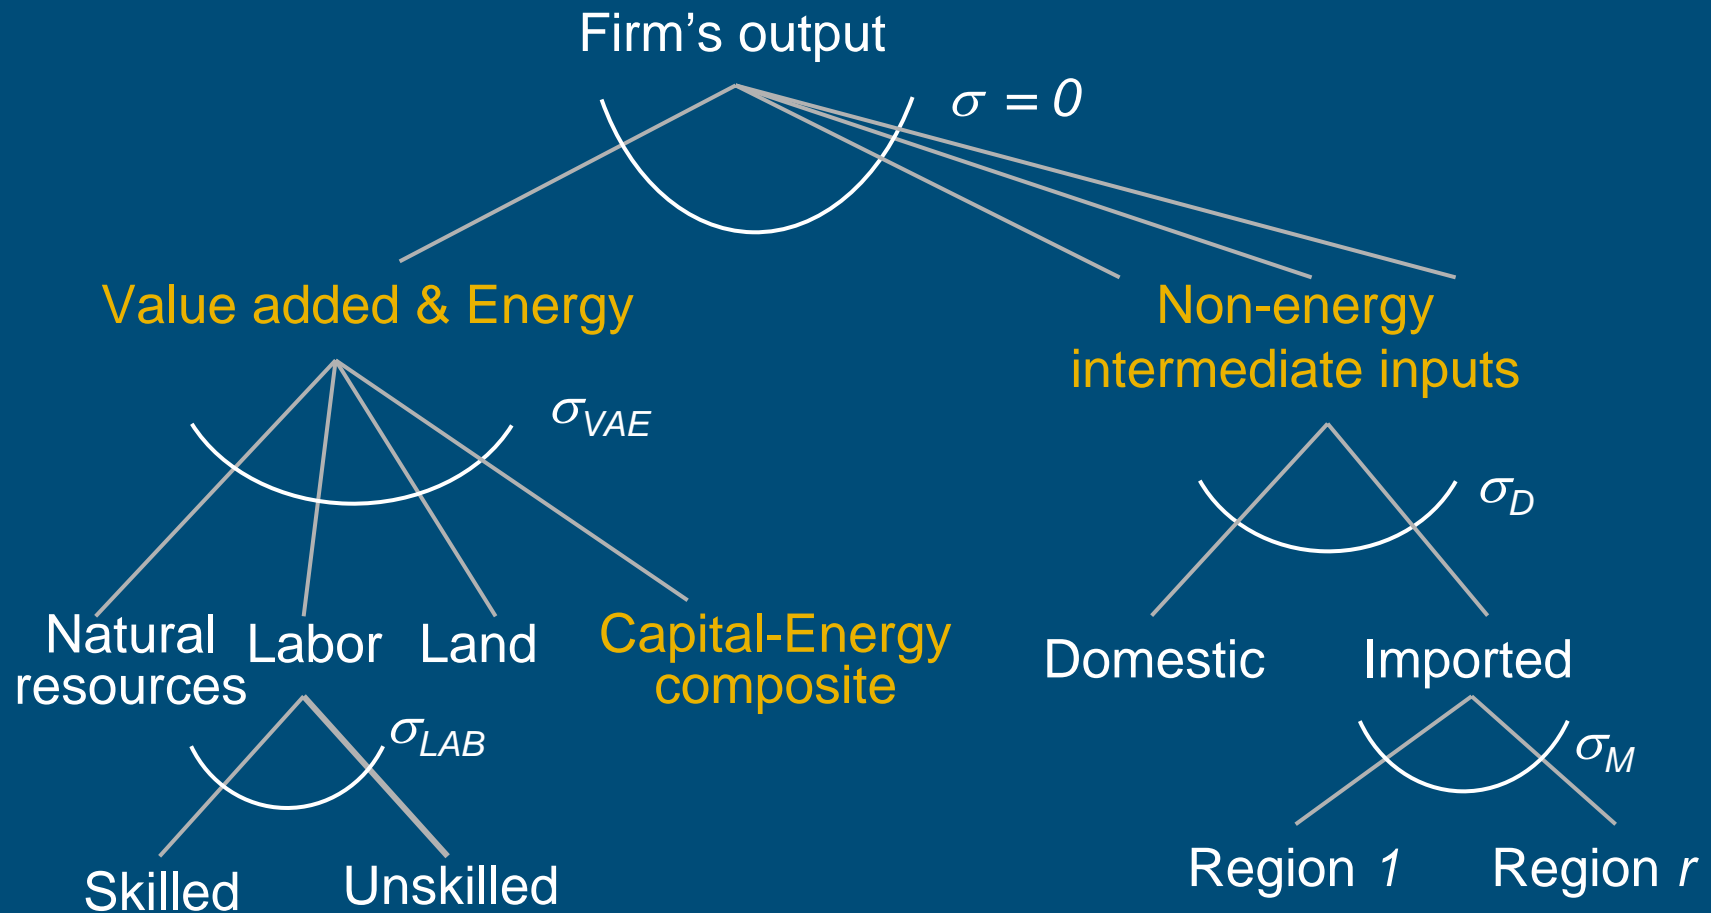 Firm’s output
σ = 0
Value added & Energy
Non-energy
intermediate inputs
σVAE
σD
Natural
resources
Labor
Land
Capital-Energy
composite
Domestic
Imported
σLAB
σM
Skilled
Unskilled
Region 1
Region r